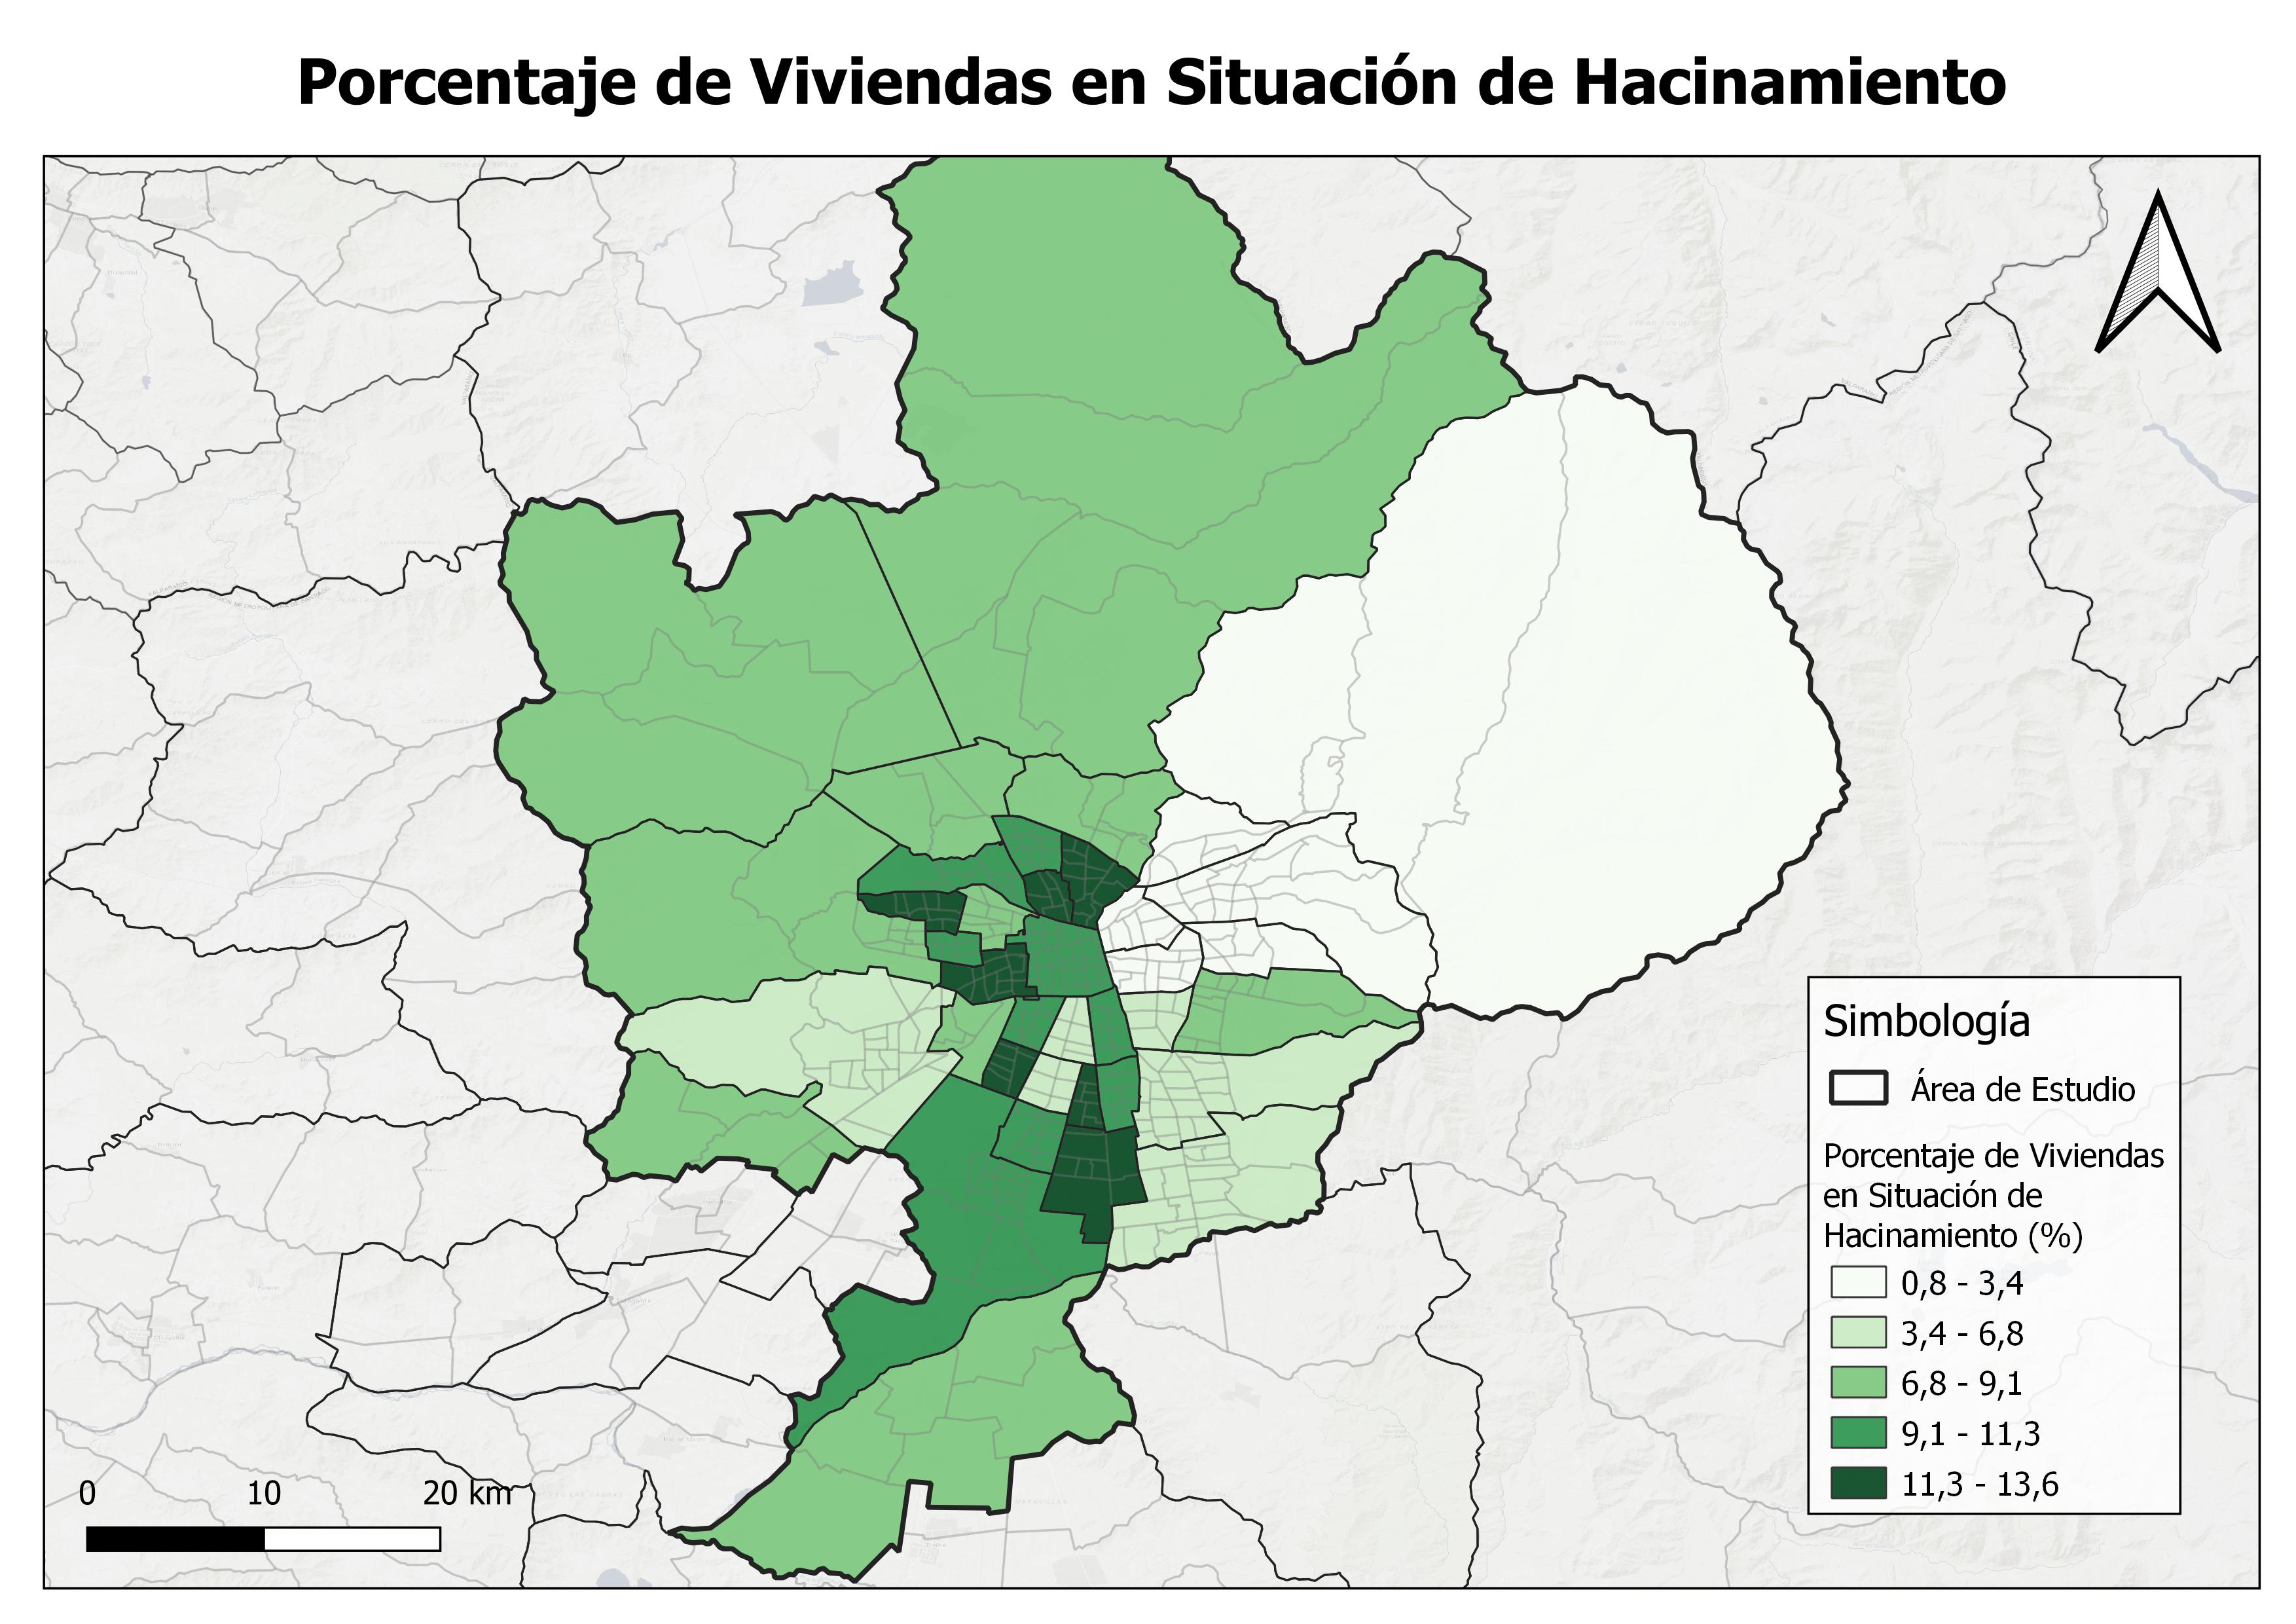 Porcentaje de Viviendas en Situación de Hacinamiento
Simbología
Área de Estudio
Porcentaje de Viviendas
en Situación de
Hacinamiento (%)
0,8 - 3,4
3,4 - 6,8
6,8 - 9,1
9,1 - 11,3
11,3 - 13,6
0 10 20 km